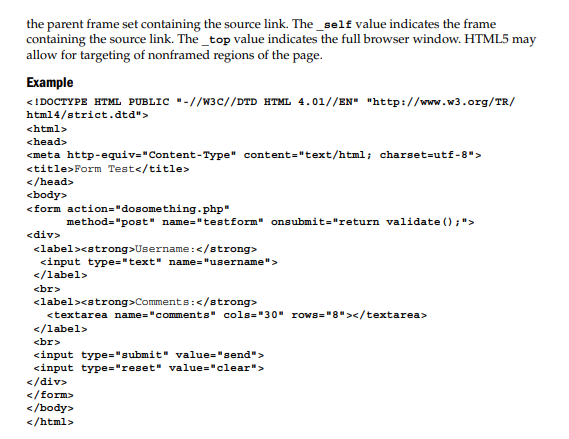 the parent frame set containing the source link. The _self value indicates the frame
containing the source link. The _top value indicates the full browser window. HTML5 may
allow for targeting of nonframed regions of the page.
Example
<!DOCTYPE HTML PUBLIC "-//W3C//DTD HTML 4.01//EN" "http://www.w3.org/TR/
html4/strict.dtd">
<html>
<head>
<meta http-equiv="Content-Type" content="text/html; charset=utf-8">
<title>Form Test</title>
</head>
<body>
<form action="dosomething.php"
      method="post" name="testform" onsubmit="return validate();">
<div>
 <label><strong>Username:</strong>
  <input type="text" name="username">
 </label>
 <br>
 <label><strong>Comments:</strong>
   <textarea name="comments" cols="30" rows="8"></textarea>
 </label>
 <br>
 <input type="submit" value="send">
 <input type="reset" value="clear">
</div>
</form>
</body>
</html>